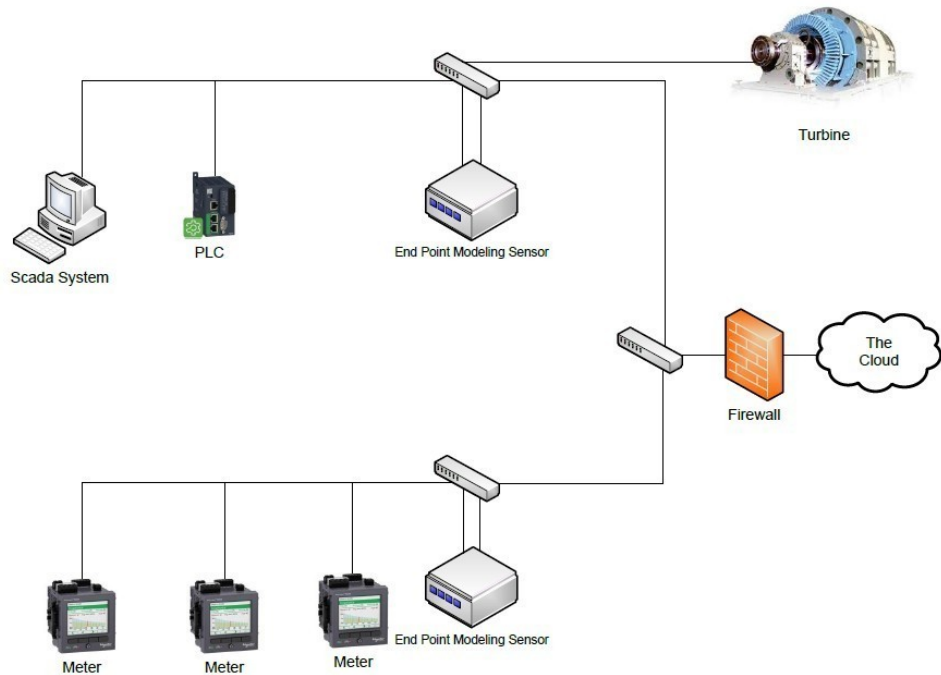 Turbine
Scada System
PLC
End Point Modeling Sensor
The
Cloud
Firewall
Meter
Meter
Meter
End Point Modeling Sensor